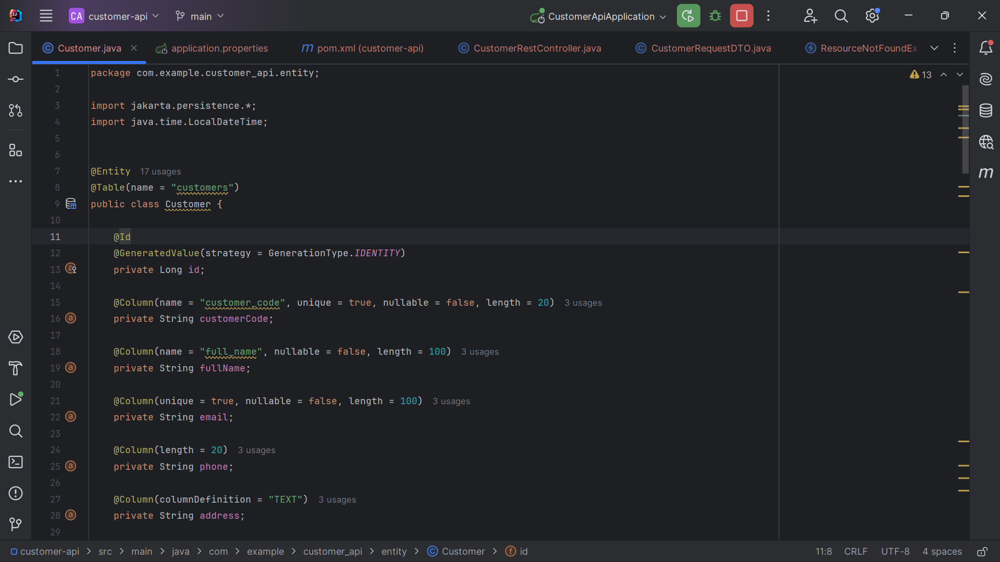 CA customer-api main CustomerApiApplication
Customer.java application.properties pom.xml (customer-api) CustomerRestController.java CustomerRequestDTO.java ResourceNotFoundEx
13
1 package com.example.customer_api.entity;
2
3 import jakarta.persistence.*;
4 import java.time.LocalDateTime;
5
6
7 @Entity 17 usages
8 @Table(name = "customers")
9 public class Customer {
10
11 @Id
12 @GeneratedValue(strategy = GenerationType.IDENTITY)
13 private Long id;
14
15 @Column(name = "customer_code", unique = true, nullable = false, length = 20) 3 usages
16 private String customerCode;
17
18 @Column(name = "full_name", nullable = false, length = 100) 3 usages
19 private String fullName;
20
21 @Column(unique = true, nullable = false, length = 100) 3 usages
22 private String email;
23
24 @Column(length = 20) 3 usages
25 private String phone;
26
27 @Column(columnDefinition = "TEXT") 3 usages
28 private String address;
29
customer-api > src > main > java > com > example > customer_api > entity > Customer > id 11:8 CRLF UTF-8 4 spaces